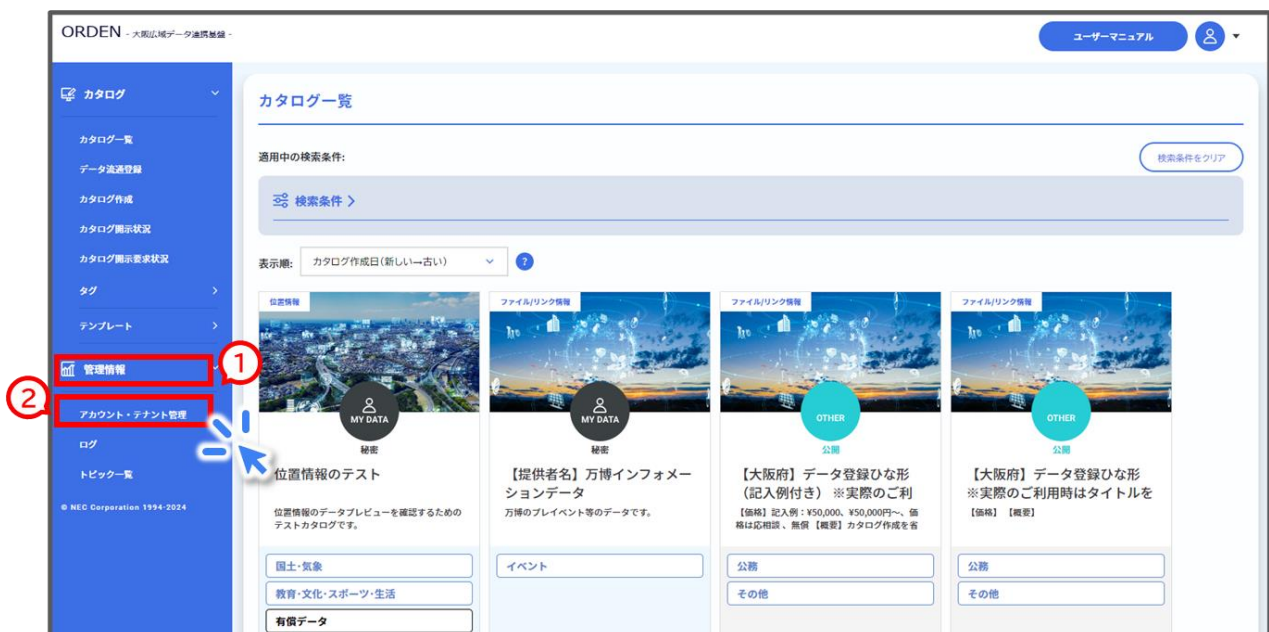 ORDEN - 大阪広域データ連携基盤 -
ユーザーマニュアル
カタログ
カタログ一覧
データ流通登録
カタログ作成
カタログ開示状況
カタログ開示要求状況
タグ
テンプレート
管理情報
1
2
アカウント・テナント管理
ログ
トピック一覧
© NEC Corporation 1994-2024
カタログ一覧
適用中の検索条件:
検索条件をクリア
検索条件
表示順: カタログ作成日(新しい→古い)
?
位置情報
MY DATA
秘密
位置情報のテスト
位置情報のデータプレビューを確認するための
テストカタログです。
国土・気象
教育・文化・スポーツ・生活
有償データ
ファイル/リンク情報
MY DATA
秘密
【提供者名】万博インフォメー
ションデータ
万博のプレイベント等のデータです。
イベント
ファイル/リンク情報
OTHER
公開
【大阪府】データ登録ひな形
（記入例付き） ※実際のご利
【価格】記入例：¥50,000、¥50,000円〜、価
格は応相談 、無償 【概要】カタログ作成を省
公務
その他
ファイル/リンク情報
OTHER
公開
【大阪府】データ登録ひな形
※実際のご利用時はタイトルを
【価格】 【概要】
公務
その他